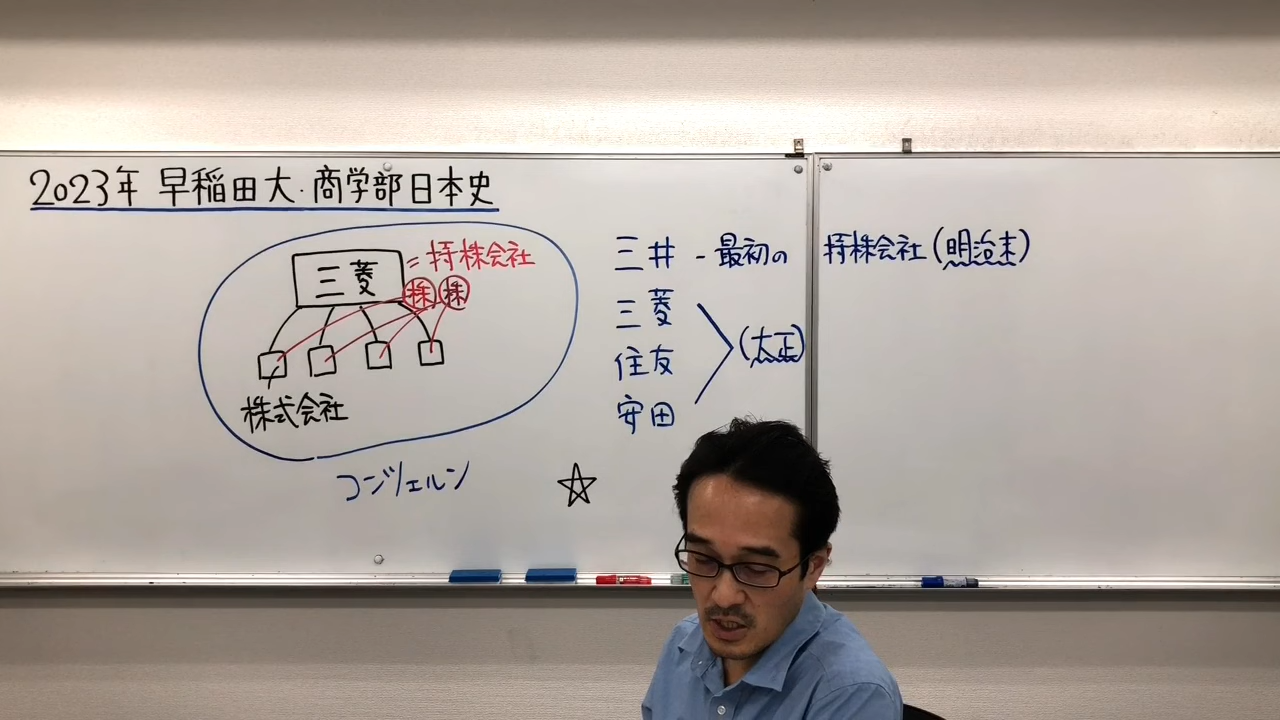 2023年 早稲田大・商学部日本史
三菱 = 持株会社
株 株
株式会社
コンツェルン
三井 - 最初の 持株会社 (明治末)
三菱
住友
安田
(大正)